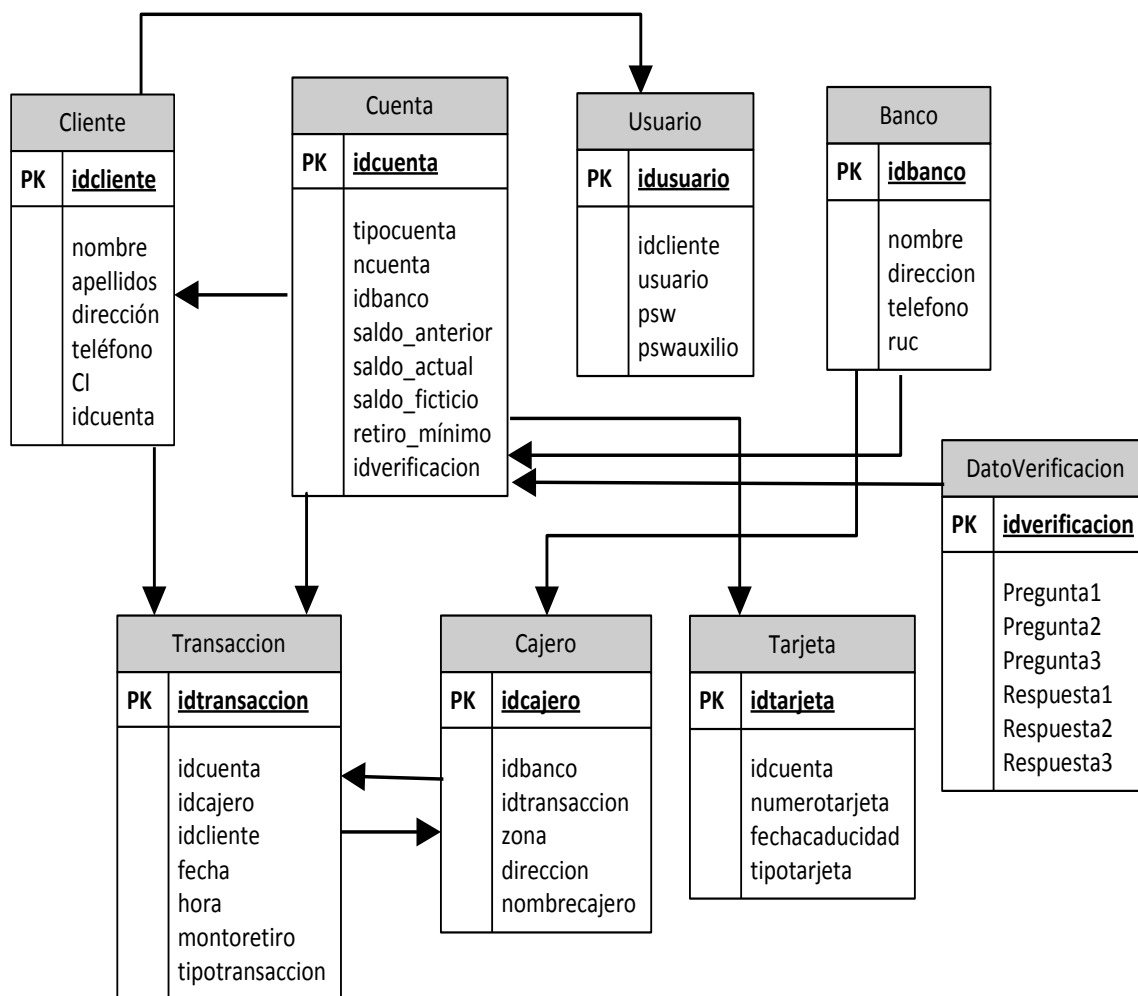 Cliente
PK idcliente
nombre
apellidos
dirección
teléfono
CI
idcuenta
Cuenta
PK idcuenta
tipocuenta
ncuenta
idbanco
saldo_anterior
saldo_actual
saldo_ficticio
retiro_mínimo
idverificacion
Usuario
PK idusuario
idcliente
usuario
psw
pswauxilio
Banco
PK idbanco
nombre
direccion
telefono
ruc
DatoVerificacion
PK idverificacion
Pregunta1
Pregunta2
Pregunta3
Respuesta1
Respuesta2
Respuesta3
Transaccion
PK idtransaccion
idcuenta
idcajero
idcliente
fecha
hora
montoretiro
tipotransaccion
Cajero
PK idcajero
idbanco
idtransaccion
zona
direccion
nombrecajero
Tarjeta
PK idtarjeta
idcuenta
numerotarjeta
fechacaducidad
tipotarjeta